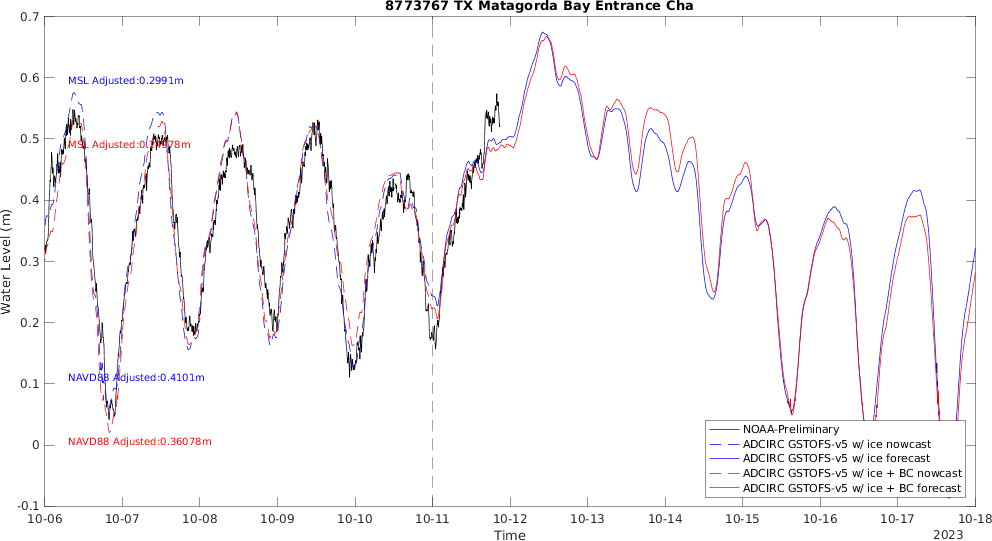 8773767 TX Matagorda Bay Entrance Cha
0.7
0.6
0.5
0.4
0.3
0.2
0.1
0
-0.1
Water Level (m)
MSL Adjusted:0.2991m
MSL Adjusted:
NAVD88 Adjusted:0.4101m
NAVD88 Adjusted:0.36078m
NOAA-Preliminary
ADCIRC GSTOFS-v5 w/ ice nowcast
ADCIRC GSTOFS-v5 w/ ice forecast
ADCIRC GSTOFS-v5 w/ ice + BC nowcast
ADCIRC GSTOFS-v5 w/ ice + BC forecast
10-06 10-07 10-08 10-09 10-10 10-11 10-12 10-13 10-14 10-15 10-16 10-17 10-18
Time
2023